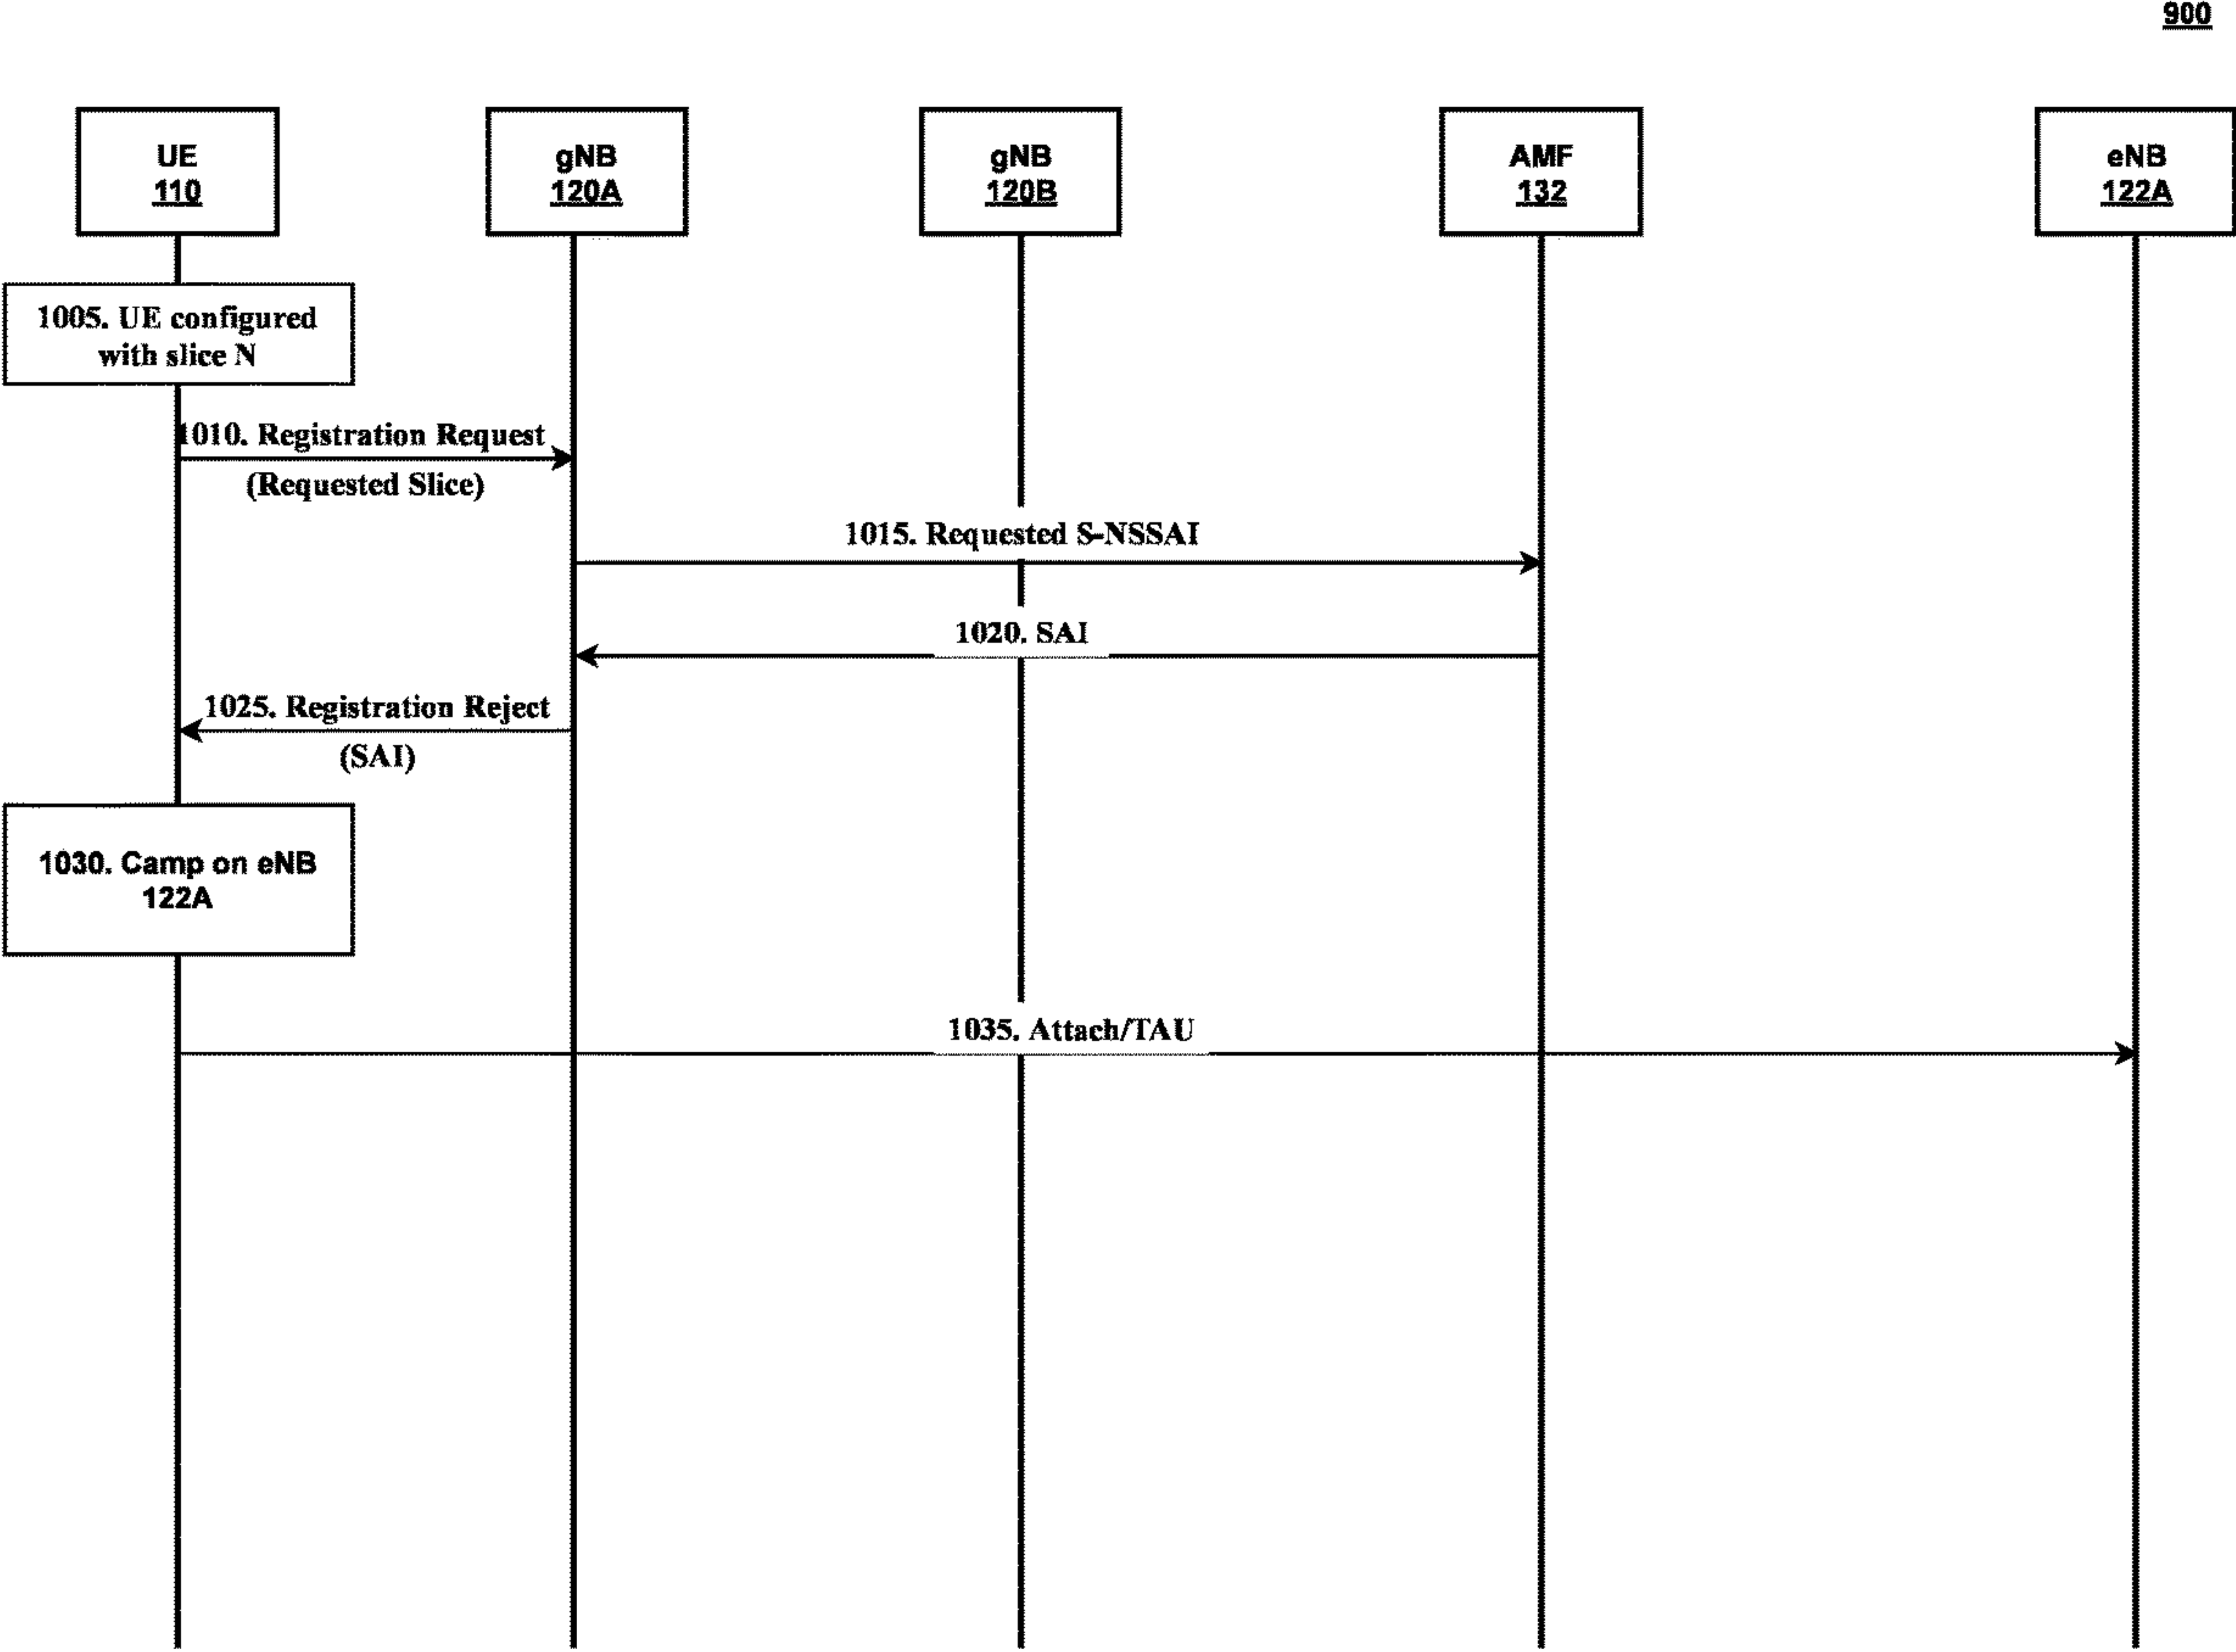 900
UE
110
gNB
120A
gNB
120B
AMF
132
eNB
122A
1005. UE configured
with slice N
1010. Registration Request
(Requested Slice)
1015. Requested S-NSSAI
1020. SAI
1025. Registration Reject
(SAI)
1030. Camp on eNB
122A
1035. Attach/TAU